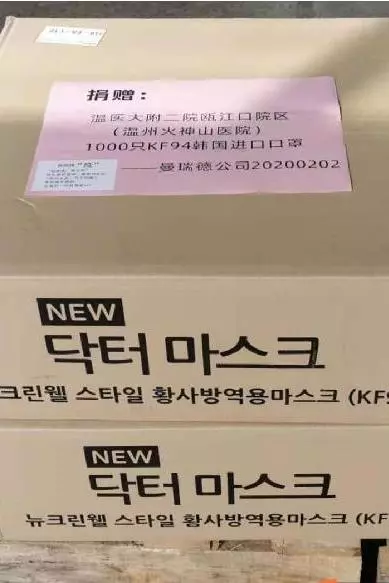 捐赠：
温医大附二院瓯江口院区
（温州火神山医院）
1000只KF94韩国进口口罩
——曼瑞德公司20200202
NEW
닥터 마스크
크린웰 스타일 황사방역용마스크 (KF9
NEW
닥터 마스크
뉴크린웰 스타일 황사방역용마스크 (KF